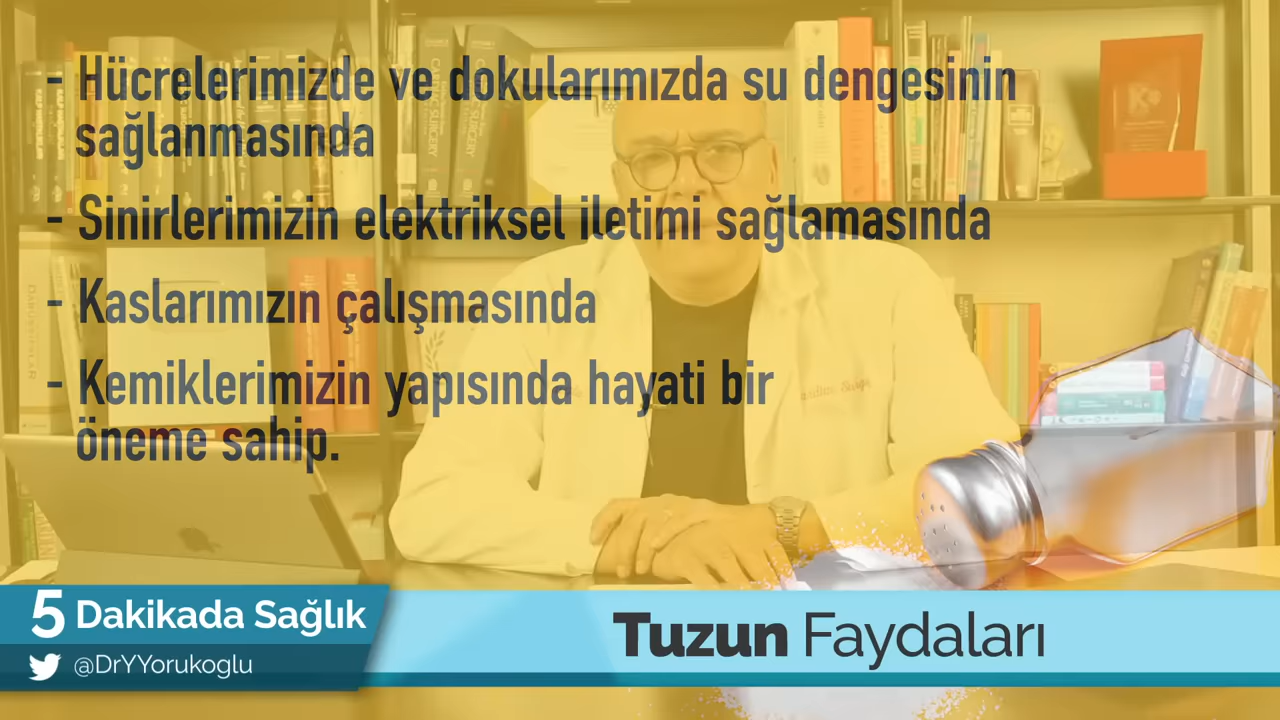 - Hücrelerimizde ve dokularımızda su dengesinin
sağlanmasında
- Sinirlerimizin elektriksel iletimi sağlamasında
- Kaslarımızın çalışmasında
- Kemiklerimizin yapısında hayati bir
öneme sahip.
5 Dakikada Sağlık
@DrYYorukoglu
Tuzun Faydaları